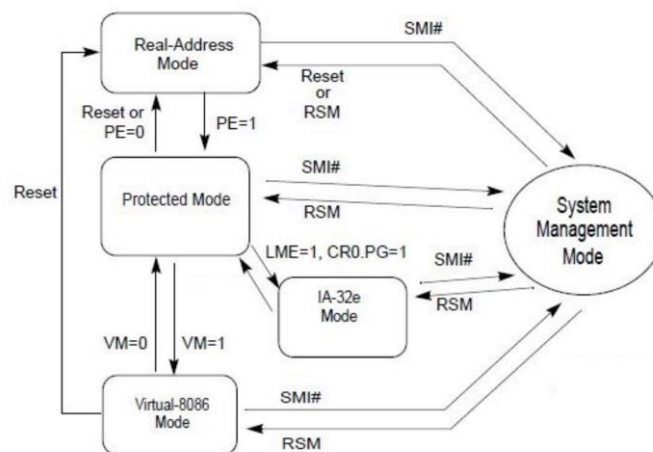 SMI#
Real-Address
Mode
Reset
or
RSM
Reset or
PE=0
PE=1
SMI#
Reset
Protected Mode
RSM
System
Management
Mode
LME=1, CR0.PG=1
SMI#
IA-32e
Mode
RSM
VM=0
VM=1
Virtual-8086
Mode
SMI#
RSM